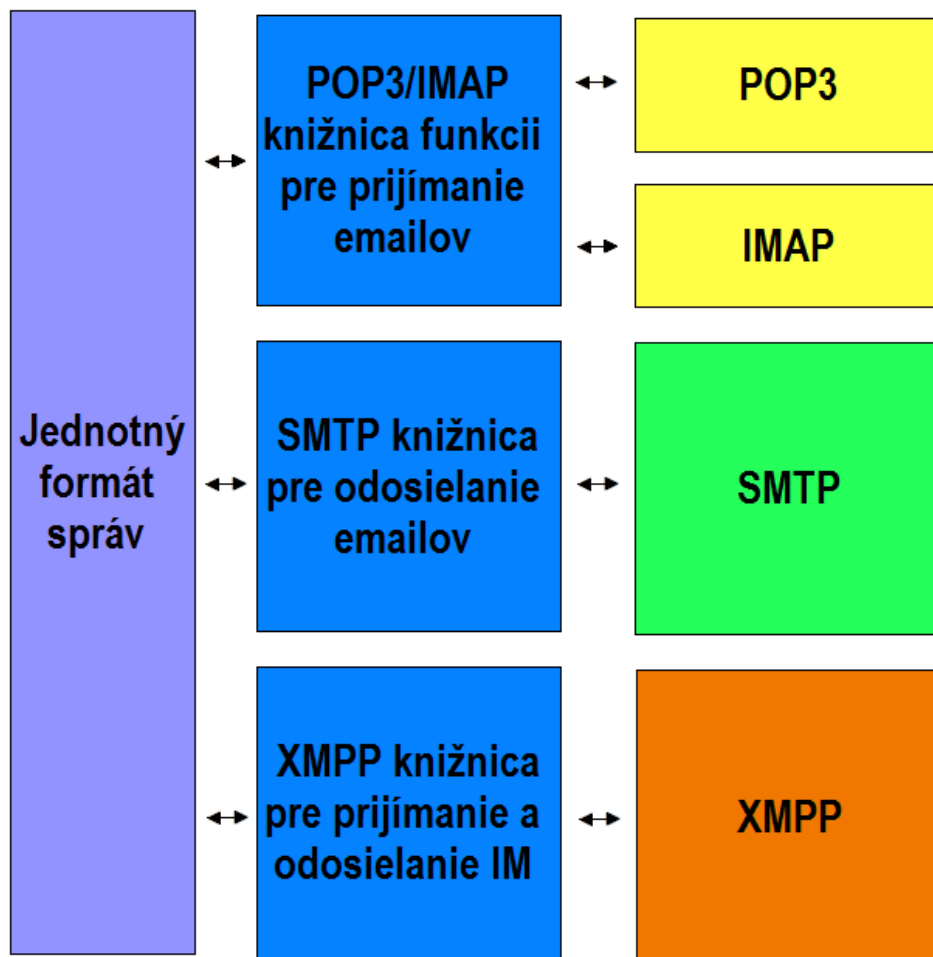 Jednotný
formát
správ
POP3/IMAP
knižnica funkcii
pre prijímanie
emailov
POP3
IMAP
SMTP knižnica
pre odosielanie
emailov
SMTP
XMPP knižnica
pre prijímanie a
odosielanie IM
XMPP